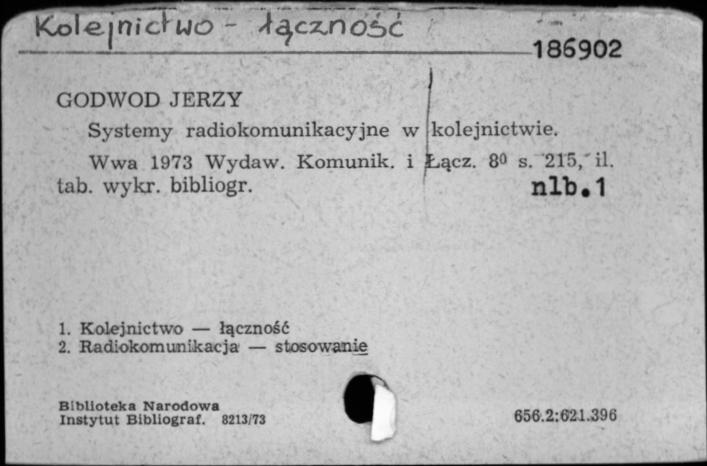 Kolejnictwo - łączność
186902
GODWOD JERZY
Systemy radiokomunikacyjne w kolejnictwie.
Wwa 1973 Wydaw. Komunik. i Łącz. 8⁰ s. 215, il.
tab. wykr. bibliogr.
nlb.1
1. Kolejnictwo — łączność
2. Radiokomunikacja — stosowanie
Biblioteka Narodowa
Instytut Bibliograf. 8213/73
656.2:621.396